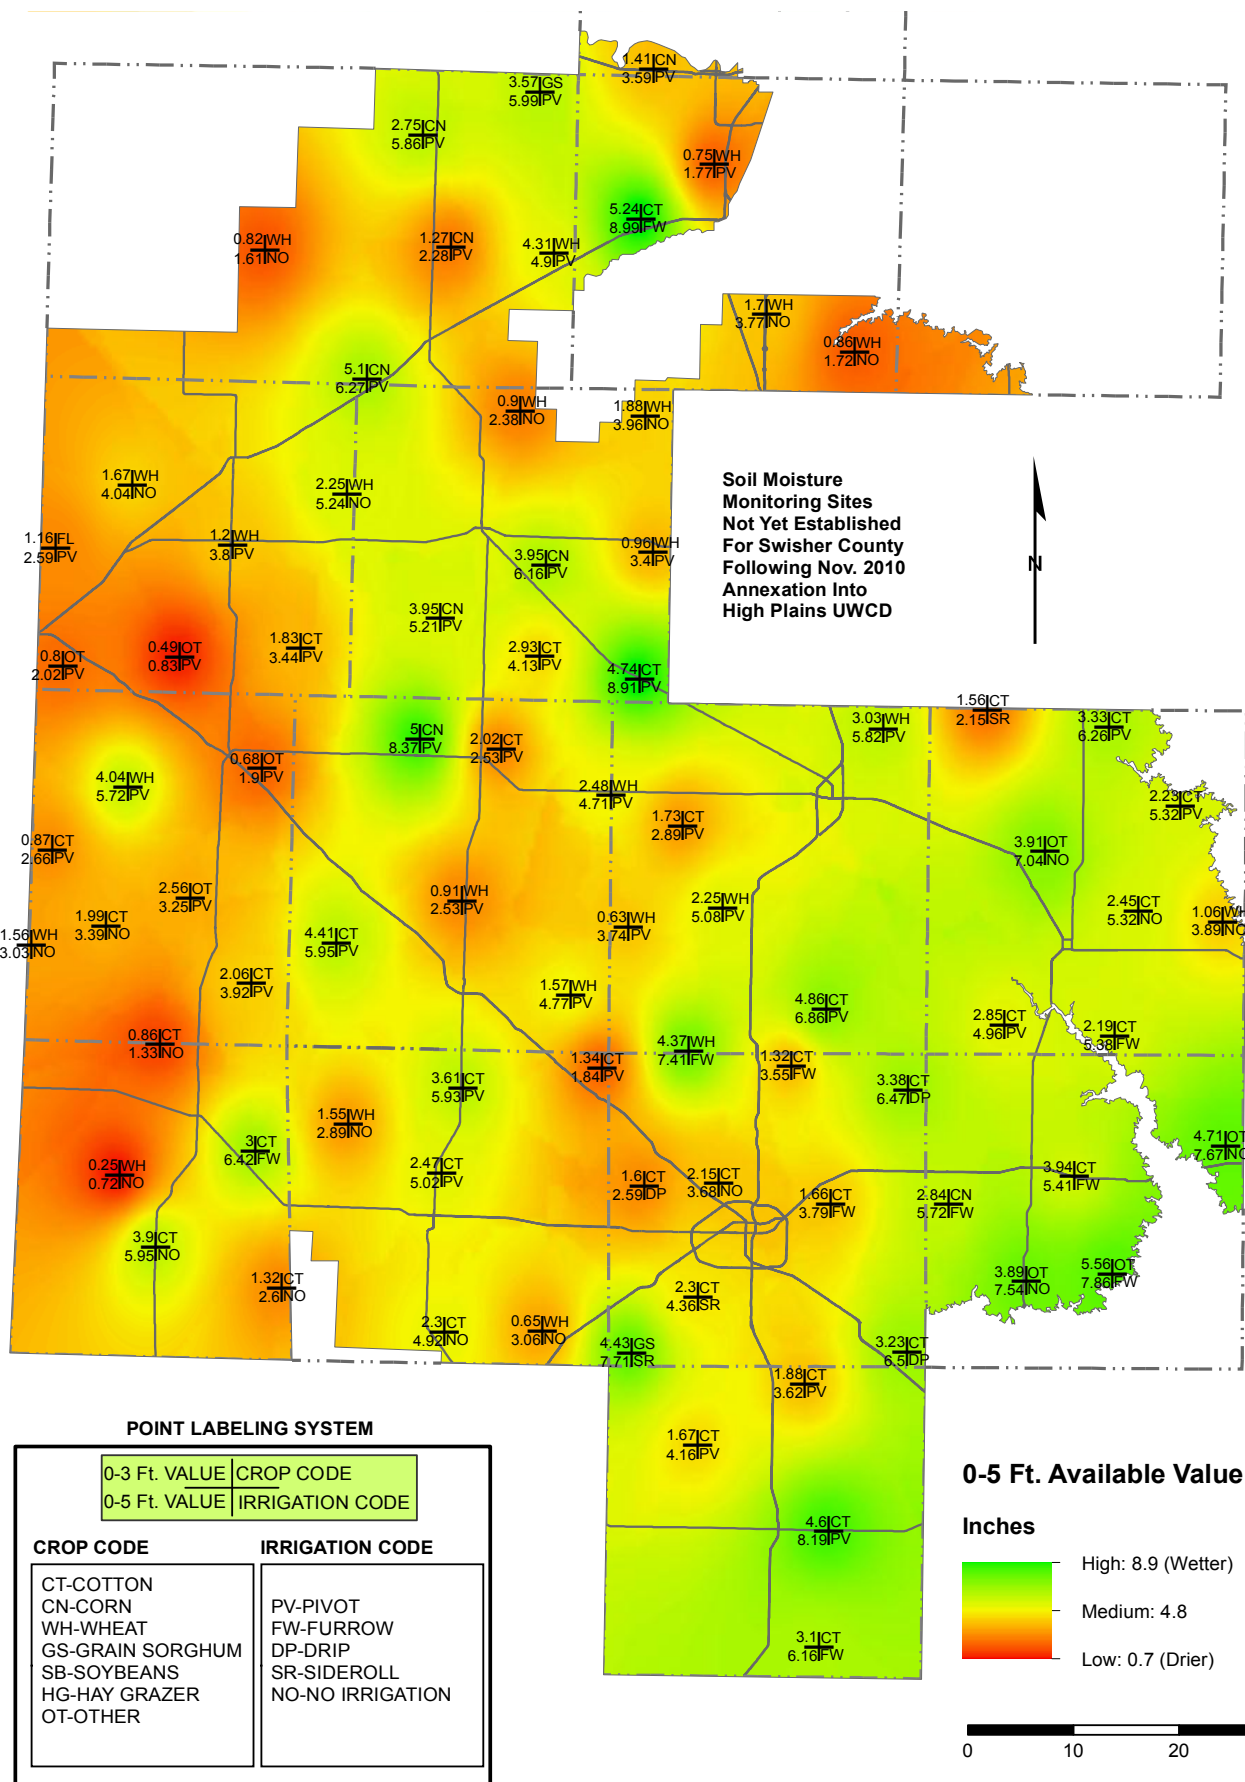 1.41 CN
3.59 PV
3.57 GS
5.99 PV
2.75 CN
5.86 PV
0.75 WH
1.77 PV
5.24 CT
8.99 FW
0.82 WH
1.61 NO
1.27 CN
2.28 PV
4.31 WH
4.9 PV
1.7 WH
3.77 NO
0.86 WH
1.72 NO
5.1 CN
6.27 PV
0.9 WH
2.38 NO
1.88 WH
3.96 NO
Soil Moisture
Monitoring Sites
Not Yet Established
For Swisher County
Following Nov. 2010
Annexation Into
High Plains UWCD
N
1.67 WH
4.04 NO
2.25 WH
5.24 NO
1.16 FL
2.59 PV
1.2 WH
3.8 PV
3.95 CN
6.16 PV
0.96 WH
3.4 PV
3.95 CN
5.21 PV
0.8 OT
2.02 PV
0.49 OT
0.83 PV
1.83 CT
3.44 PV
2.93 CT
4.13 PV
4.74 CT
8.91 PV
1.56 CT
2.15 SR
3.03 WH
5.82 PV
3.33 CT
6.26 PV
5 CN
8.37 PV
2.02 CT
2.53 PV
0.68 OT
1.9 PV
4.04 WH
5.72 PV
2.48 WH
4.71 PV
2.23 CT
5.32 PV
1.73 CT
2.89 PV
0.87 CT
2.66 PV
3.91 OT
7.04 NO
2.56 OT
3.25 PV
0.91 WH
2.53 PV
2.25 WH
5.08 PV
2.45 CT
5.32 NO
1.06 WH
3.89 NO
1.99 CT
3.39 NO
0.63 WH
3.74 PV
1.56 WH
3.03 NO
4.41 CT
5.95 PV
2.06 CT
3.92 PV
1.57 WH
4.77 PV
4.86 CT
6.86 PV
2.85 CT
4.96 PV
2.19 CT
5.38 FW
0.86 CT
1.33 NO
4.37 WH
7.41 FW
1.34 CT
1.84 PV
1.32 CT
3.55 FW
3.61 CT
5.93 PV
3.38 CT
6.47 DP
1.55 WH
2.89 NO
3 CT
6.42 FW
4.71 OT
7.67 NO
0.25 WH
0.72 NO
2.47 CT
5.02 PV
1.6 CT
2.59 DP
2.15 CT
3.68 NO
3.94 CT
5.41 FW
1.66 CT
3.79 FW
2.84 CN
5.72 FW
3.9 CT
5.95 NO
1.32 CT
2.6 NO
2.3 CT
4.36 SR
3.89 OT
7.54 NO
5.56 OT
7.86 FW
2.3 CT
4.92 NO
0.65 WH
3.06 NO
4.43 GS
7.71 SR
3.23 CT
6.5 DP
1.88 CT
3.62 PV
1.67 CT
4.16 PV
4.6 CT
8.19 PV
3.1 CT
6.16 FW
POINT LABELING SYSTEM
0-3 Ft. VALUE CROP CODE
0-5 Ft. VALUE IRRIGATION CODE
CROP CODE
CT-COTTON
CN-CORN
WH-WHEAT
GS-GRAIN SORGHUM
SB-SOYBEANS
HG-HAY GRAZER
OT-OTHER
IRRIGATION CODE
PV-PIVOT
FW-FURROW
DP-DRIP
SR-SIDEROLL
NO-NO IRRIGATION
0-5 Ft. Available Value
Inches
High: 8.9 (Wetter)
Medium: 4.8
Low: 0.7 (Drier)
0 10 20